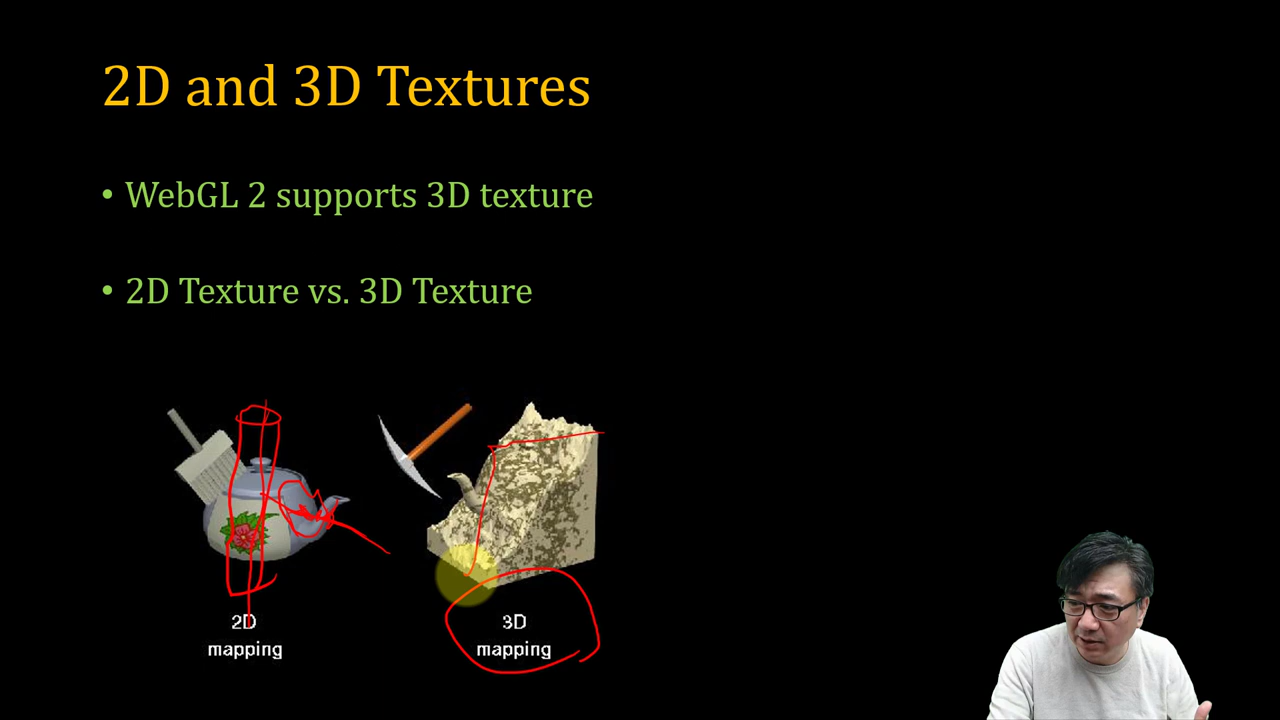 2D and 3D Textures
• WebGL 2 supports 3D texture
• 2D Texture vs. 3D Texture
2D
mapping
3D
mapping